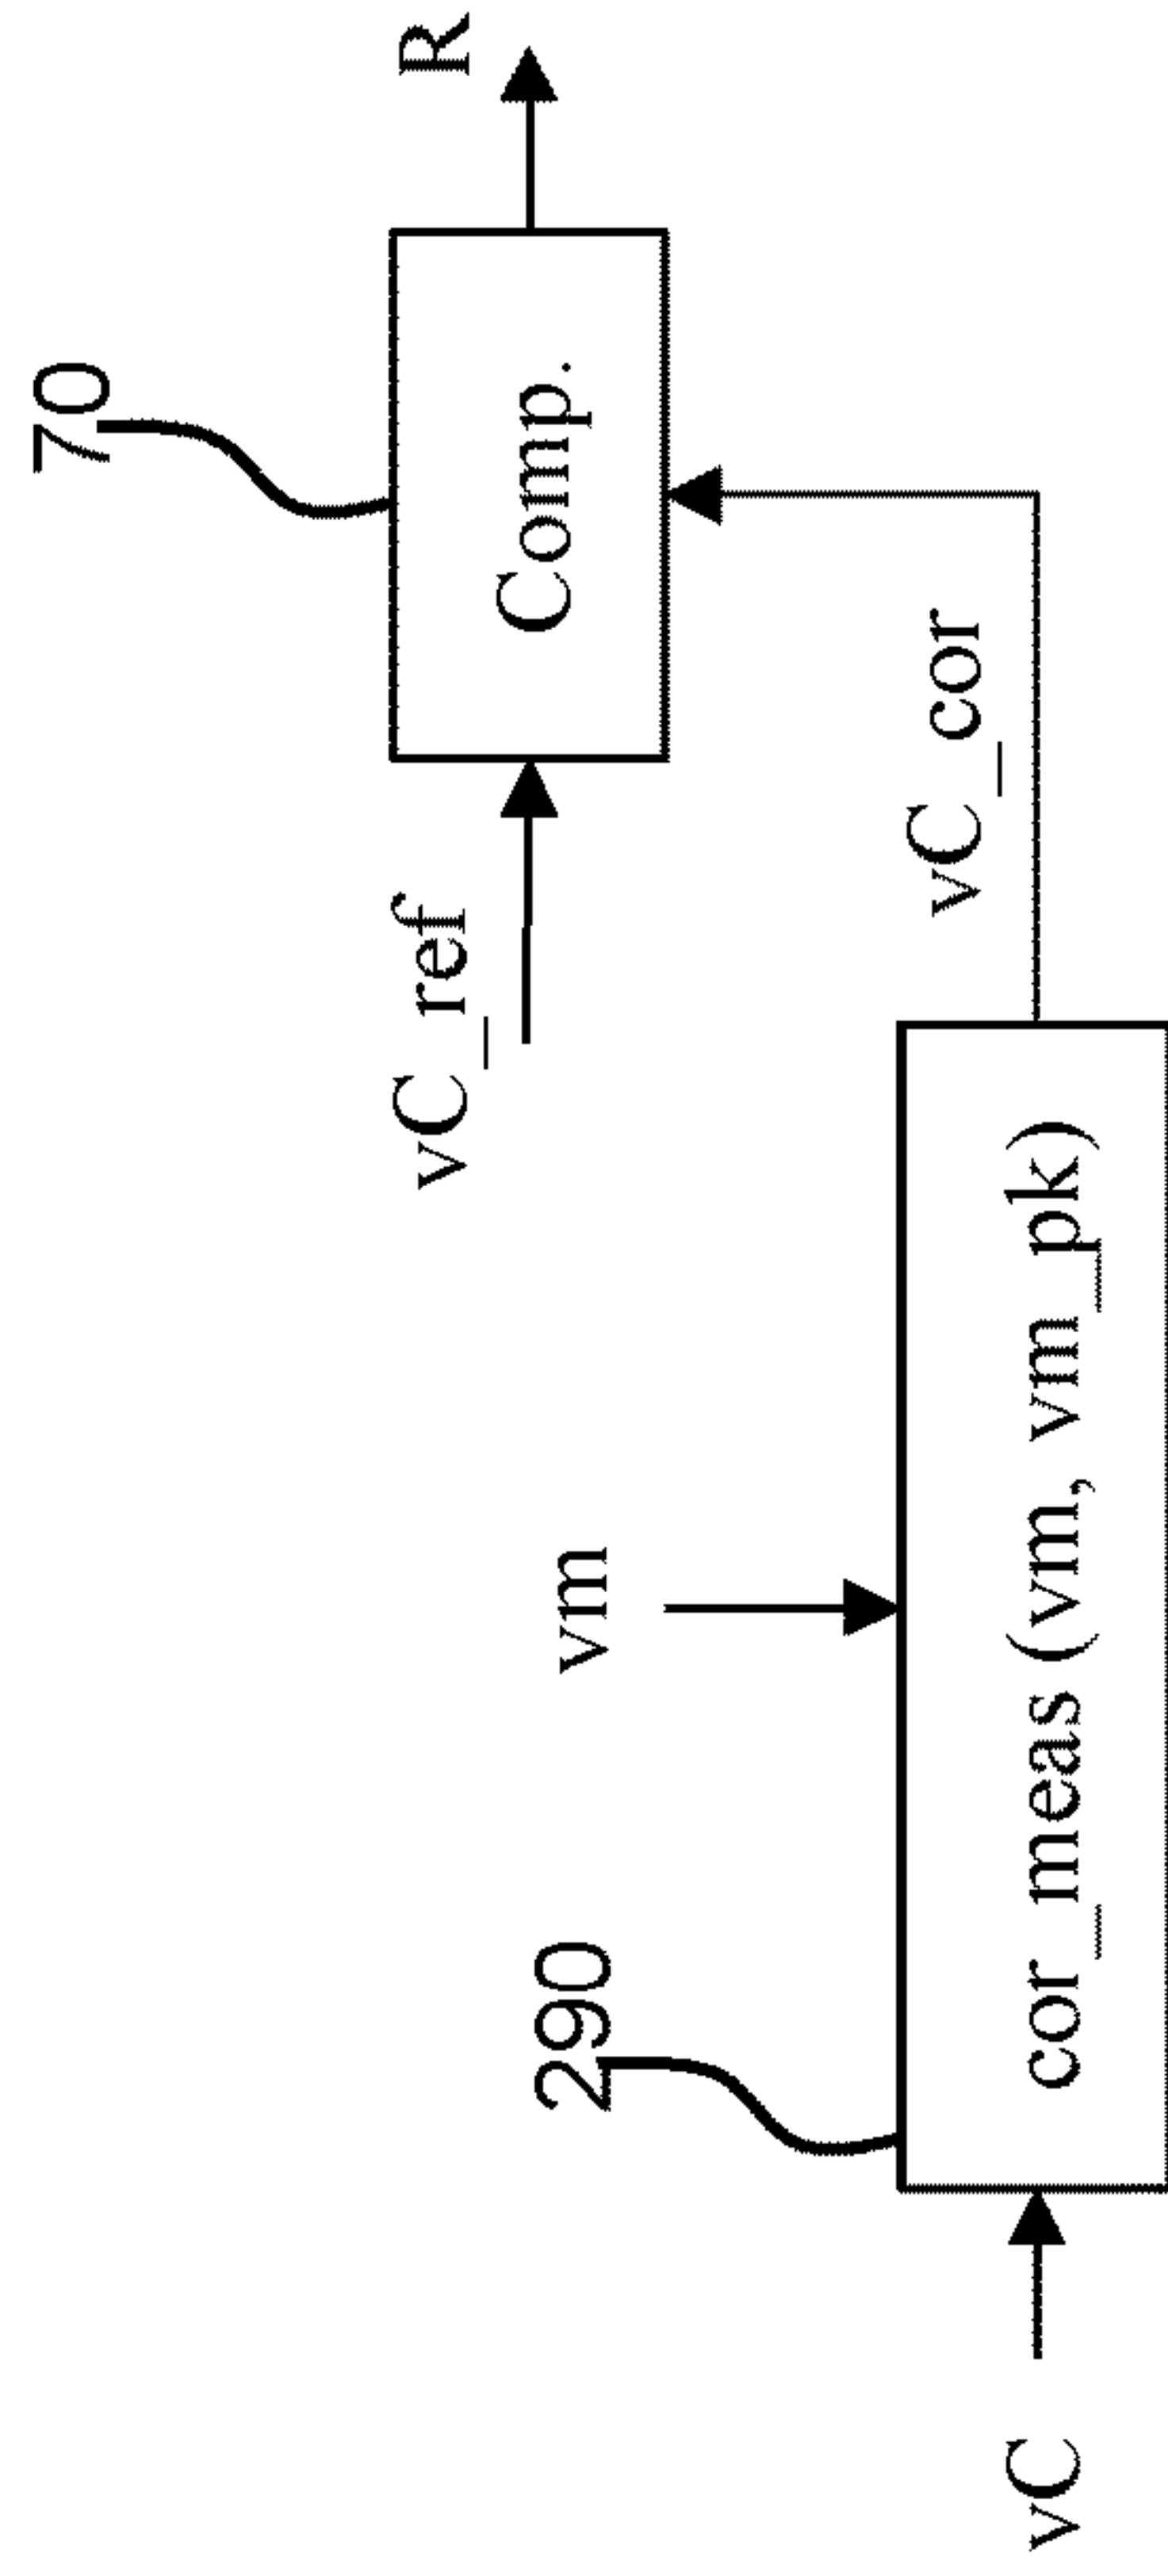 70
R
vC_ref
Comp.
290
vm
vC_cor
vC
cor_meas (vm, vm_pk)